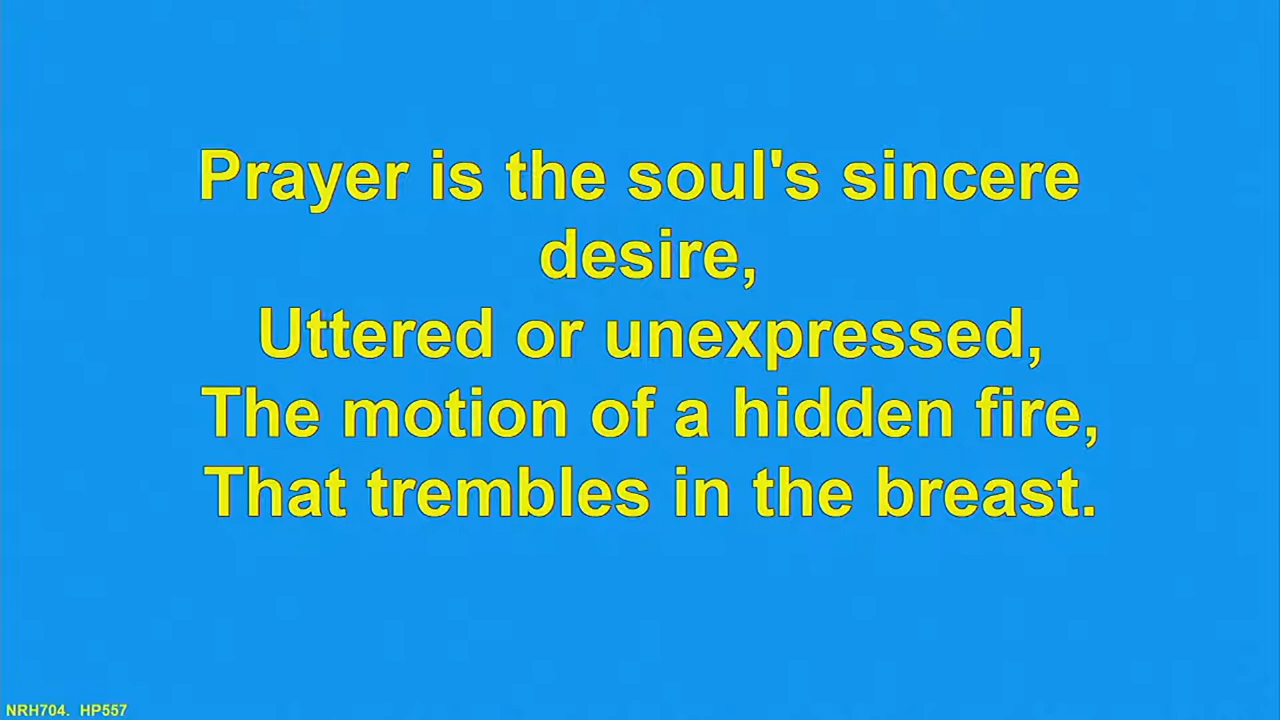 Prayer is the soul's sincere
desire,
Uttered or unexpressed,
The motion of a hidden fire,
That trembles in the breast.
NRH704. HP557